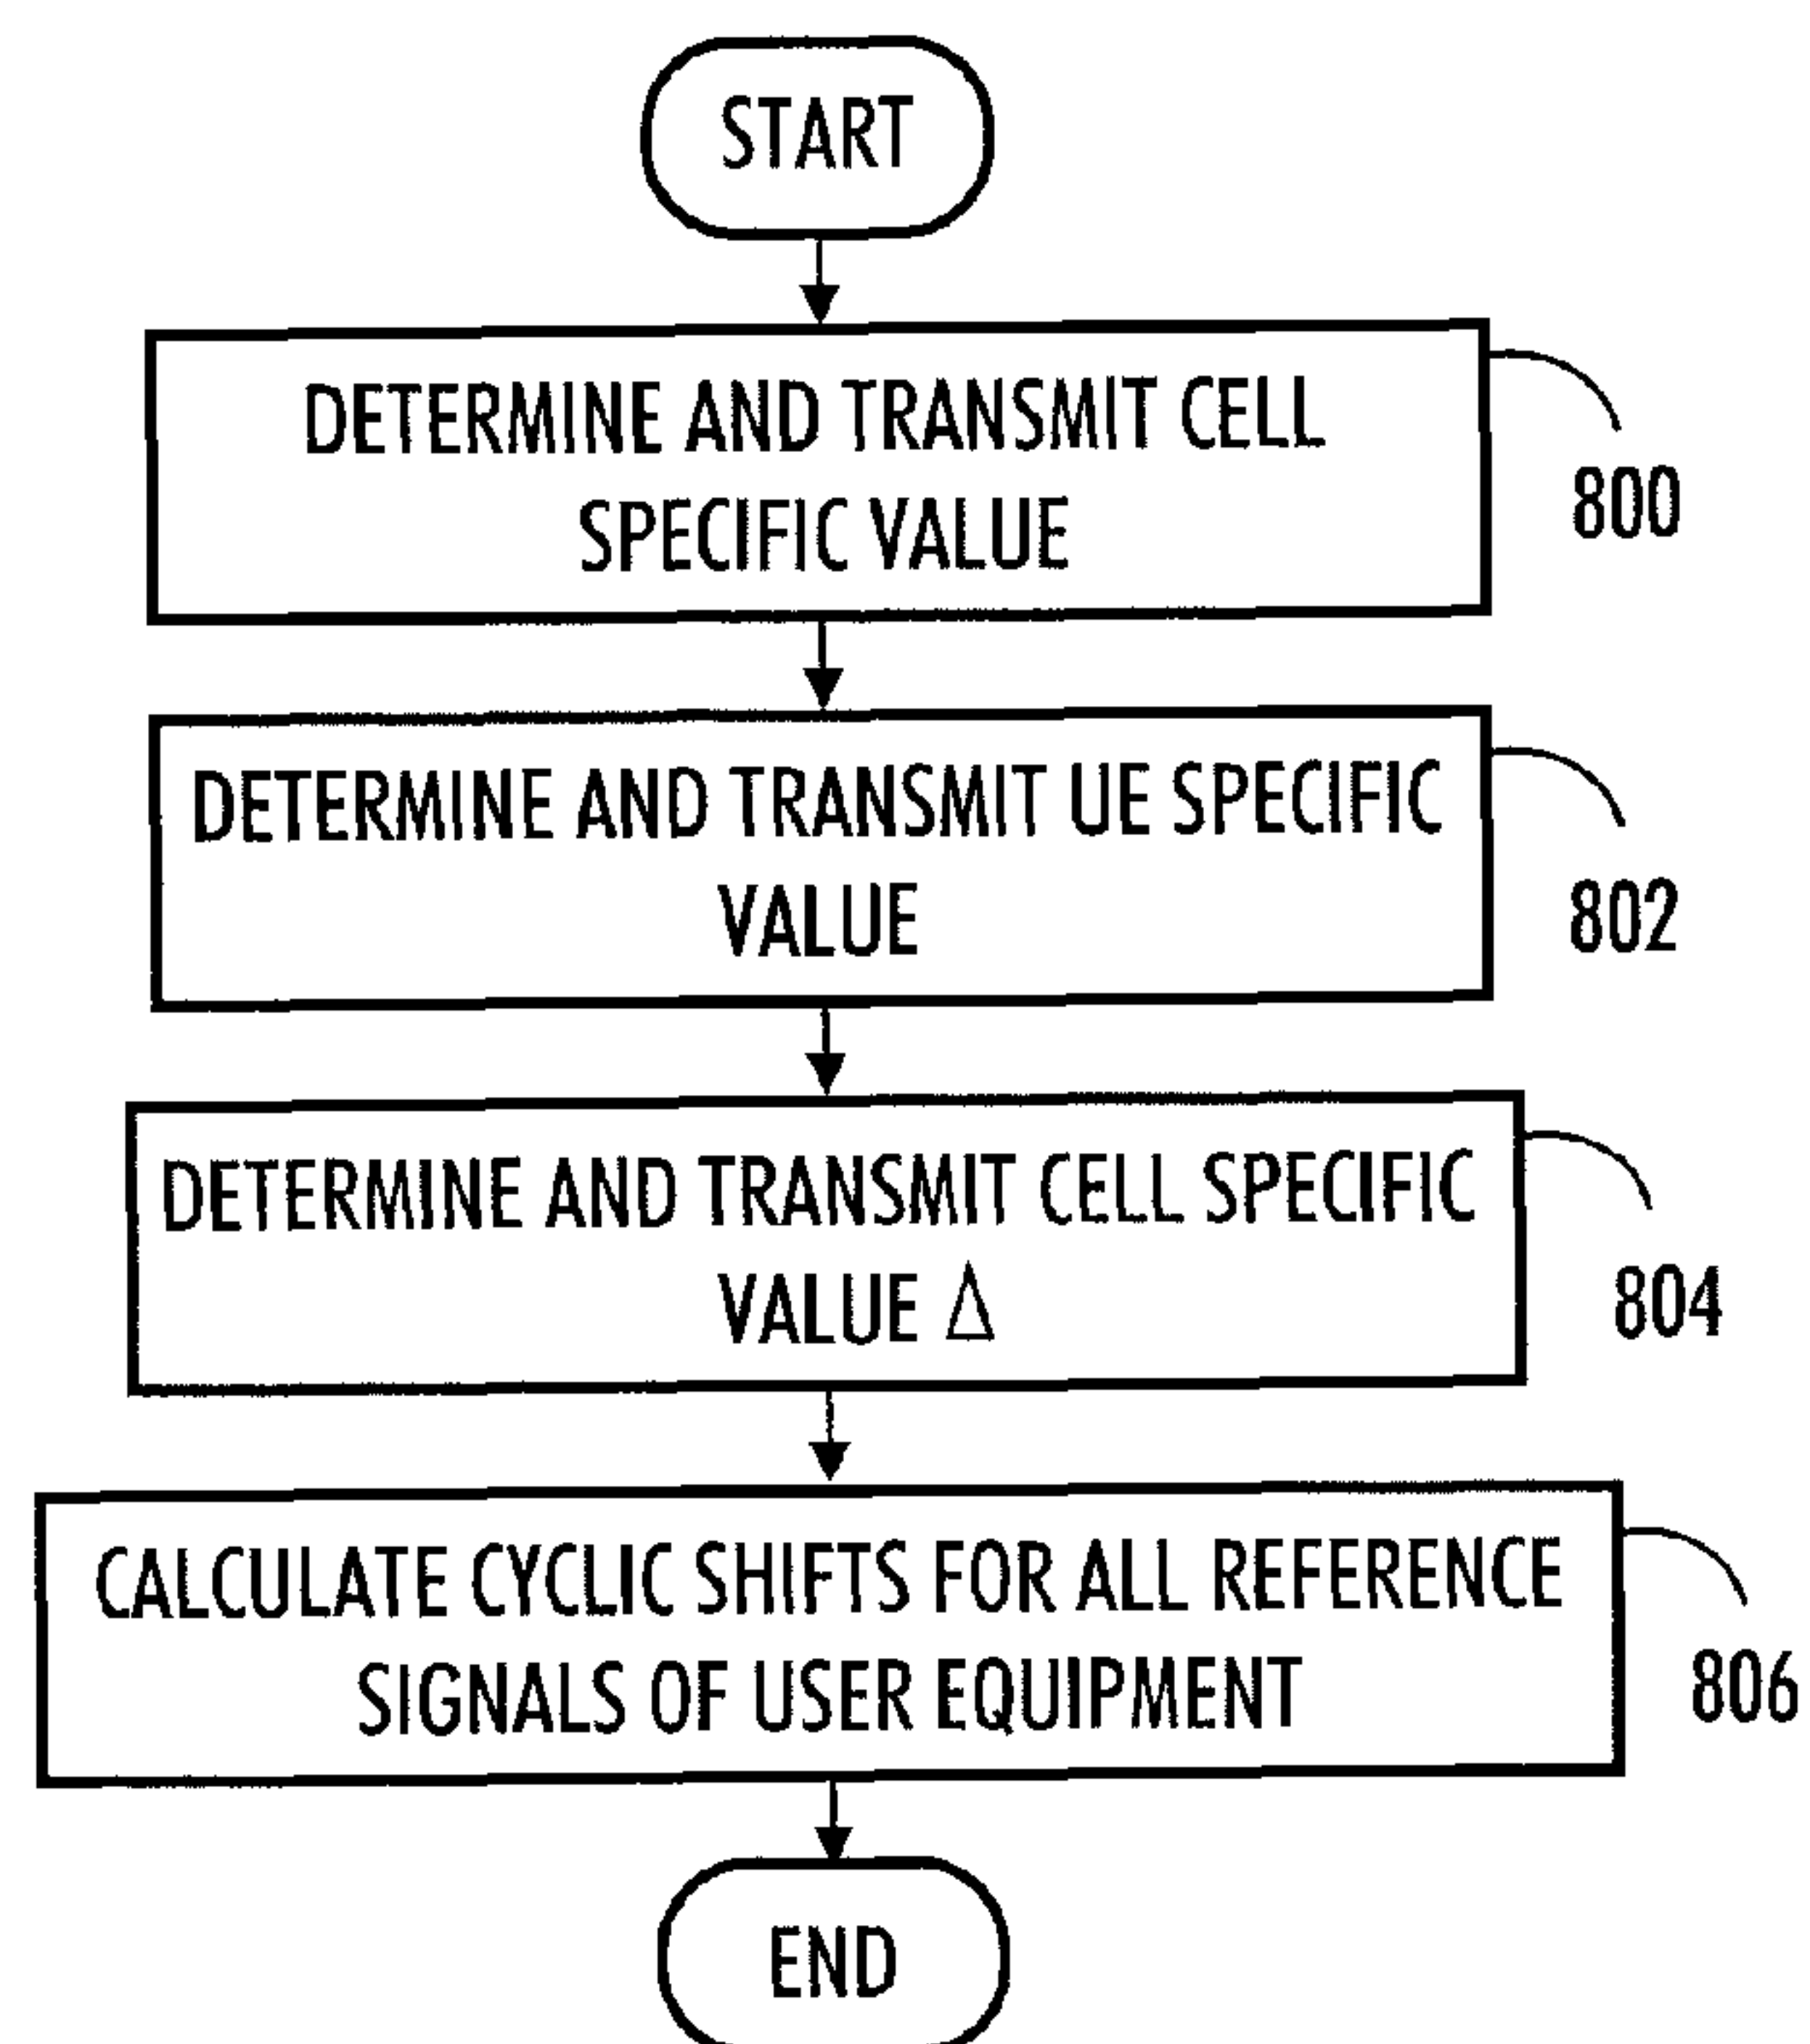 START
DETERMINE AND TRANSMIT CELL
SPECIFIC VALUE
800
DETERMINE AND TRANSMIT UE SPECIFIC
VALUE
802
DETERMINE AND TRANSMIT CELL SPECIFIC
VALUE Δ
804
CALCULATE CYCLIC SHIFTS FOR ALL REFERENCE
SIGNALS OF USER EQUIPMENT
806
END